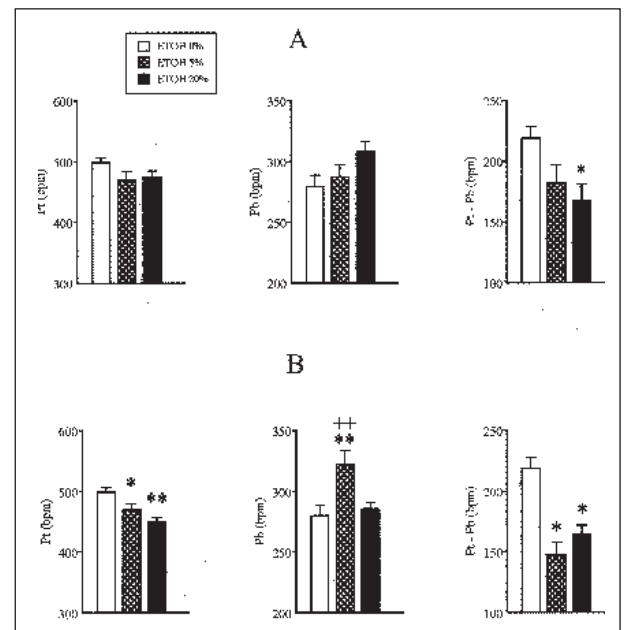 A
ETOH 0%
ETOH 5%
ETOH 20%
600
500
400
300
Pt (bpm)
350
300
250
200
Pb (bpm)
250
200
150
100
Pt - Pb (bpm)
*
B
600
500
400
300
Pt (bpm)
*
**
350
300
250
200
Pb (bpm)
++
**
250
200
150
100
Pt - Pb (bpm)
*
*